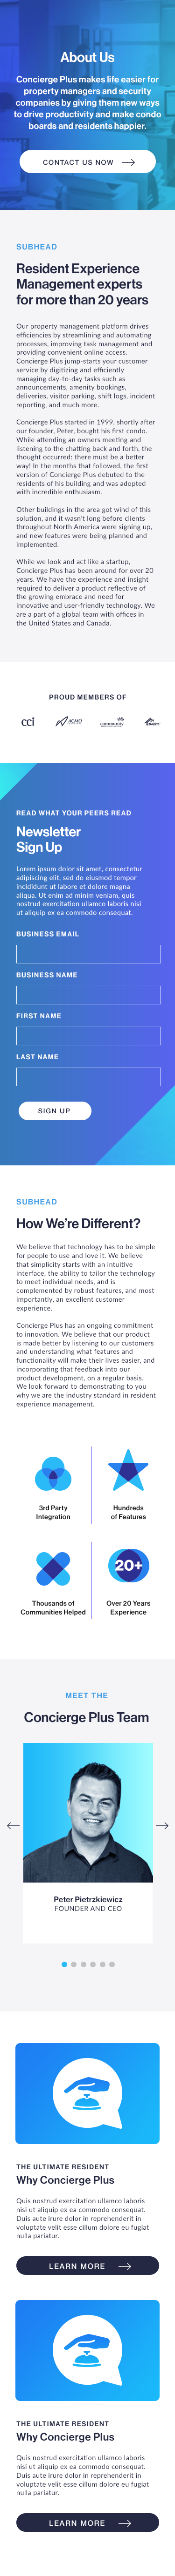 About Us
Concierge Plus makes life easier for
property managers and security
companies by giving them new ways
to drive productivity and make condo
boards and residents happier.
CONTACT US NOW
SUBHEAD
Resident Experience
Management experts
for more than 20 years
Our property management platform drives
efficiencies by streamlining and automating
processes, improving task management and
providing convenient online access.
Concierge Plus jump-starts your customer
service by digitizing and efficiently
managing day-to-day tasks such as
announcements, amenity bookings,
deliveries, visitor parking, shift logs, incident
reporting, and much more.
Concierge Plus started in 1999, shortly after
our founder, Peter, bought his first condo.
While attending an owners meeting and
listening to the chatting back and forth, the
thought occurred: there must be a better
way! In the months that followed, the first
version of Concierge Plus debuted to the
residents of his building and was adopted
with incredible enthusiasm.
Other buildings in the area got wind of this
solution, and it wasn't long before clients
throughout North America were signing up,
and new features were being planned and
implemented.
While we look and act like a startup,
Concierge Plus has been around for over 20
years. We have the experience and insight
required to deliver a product reflective of
the growing embrace and need for
innovative and user-friendly technology. We
are a part of a global team with offices in
the United States and Canada.
PROUD MEMBERS OF
cci
ACMO
community
READ WHAT YOUR PEERS READ
Newsletter
Sign Up
Lorem ipsum dolor sit amet, consectetur
adipiscing elit, sed do eiusmod tempor
incididunt ut labore et dolore magna
aliqua. Ut enim ad minim veniam, quis
nostrud exercitation ullamco laboris nisi
ut aliquip ex ea commodo consequat.
BUSINESS EMAIL
BUSINESS NAME
FIRST NAME
LAST NAME
SIGN UP
SUBHEAD
How We're Different?
We believe that technology has to be simple
for people to use and love it. We believe
that simplicity starts with an intuitive
interface, the ability to tailor the technology
to meet individual needs, and is
complemented by robust features, and most
importantly, an excellent customer
experience.
Concierge Plus has an ongoing commitment
to innovation. We believe that our product
is made better by listening to our customers
and understanding what features and
functionality will make their lives easier, and
incorporating that feedback into our
product development, on a regular basis.
We look forward to demonstrating to you
why we are the industry standard in resident
experience management.
3rd Party
Integration
Hundreds
of Features
20+
Thousands of
Communities Helped
Over 20 Years
Experience
MEET THE
Concierge Plus Team
Peter Pietrzkiewicz
FOUNDER AND CEO
THE ULTIMATE RESIDENT
Why Concierge Plus
Quis nostrud exercitation ullamco laboris
nisi ut aliquip ex ea commodo consequat.
Duis aute irure dolor in reprehenderit in
voluptate velit esse cillum dolore eu fugiat
nulla pariatur.
LEARN MORE
THE ULTIMATE RESIDENT
Why Concierge Plus
Quis nostrud exercitation ullamco laboris
nisi ut aliquip ex ea commodo consequat.
Duis aute irure dolor in reprehenderit in
voluptate velit esse cillum dolore eu fugiat
nulla pariatur.
LEARN MORE